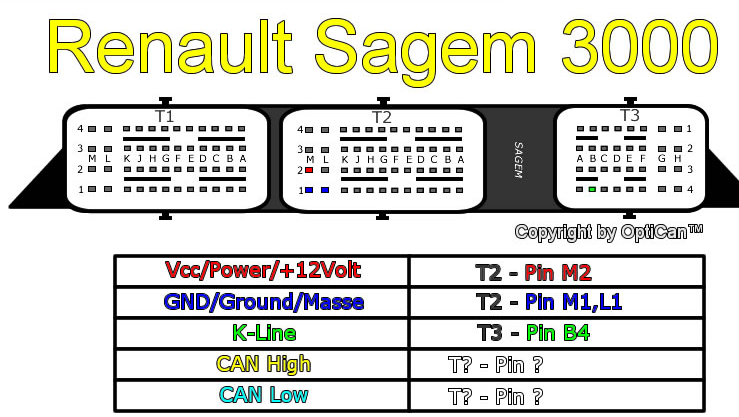 Renault Sagem 3000
T1 T2 T3
4 4 1
3 3 2
M L K J H G F E D C B A M L K J H G F E D C B A A B C D E F G H
2 2 3
1 1 4
SAGEM
Copyright by OptiCan™
Vcc/Power/+12Volt T2 - Pin M2
GND/Ground/Masse T2 - Pin M1,L1
K-Line T3 - Pin B4
CAN High T? - Pin ?
CAN Low T? - Pin ?